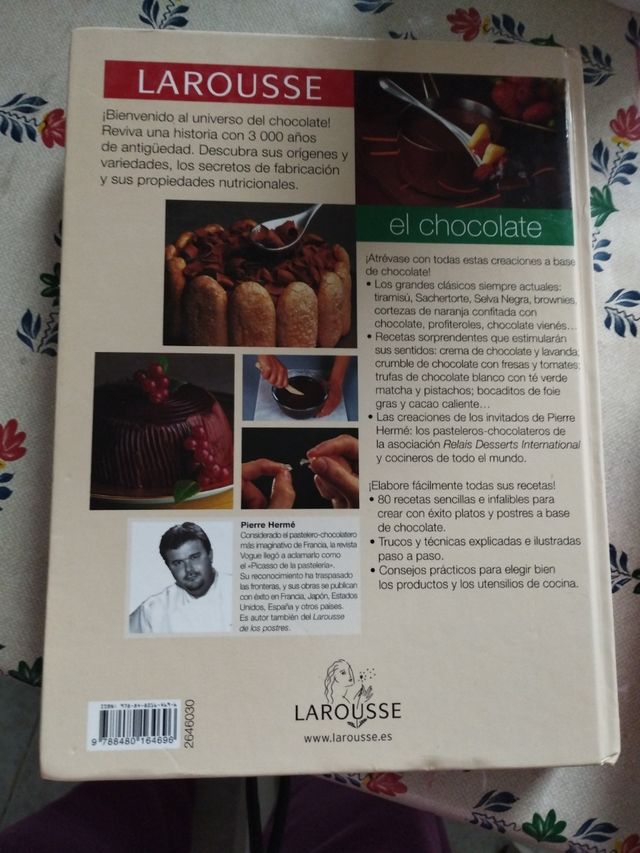 LAROUSSE
¡Bienvenido al universo del chocolate!
Reviva una historia con 3 000 años
de antigüedad. Descubra sus orígenes y
variedades, los secretos de fabricación
y sus propiedades nutricionales.
el chocolate
¡Atrévase con todas estas creaciones a base
de chocolate!
• Los grandes clásicos siempre actuales:
tiramisú, Sachertorte, Selva Negra, brownies,
cortezas de naranja confitada con
chocolate, profiteroles, chocolate vienés...
• Recetas sorprendentes que estimularán
sus sentidos: crema de chocolate y lavanda;
crumble de chocolate con fresas y tomates;
trufas de chocolate blanco con té verde
matcha y pistachos; bocaditos de foie
gras y cacao caliente...
• Las creaciones de los invitados de Pierre
Hermé: los pasteleros-chocolateros de
la asociación Relais Desserts International
y cocineros de todo el mundo.
¡Elabore fácilmente todas sus recetas!
• 80 recetas sencillas e infalibles para
crear con éxito platos y postres a base
de chocolate.
• Trucos y técnicas explicadas e ilustradas
paso a paso.
• Consejos prácticos para elegir bien
los productos y los utensilios de cocina.
Pierre Hermé
Considerado el pastelero-chocolatero
más imaginativo de Francia, la revista
Vogue llegó a aclamarlo como
el «Picasso de la pastelería».
Su reconocimiento ha traspasado
las fronteras, y sus obras se publican
con éxito en Francia, Japón, Estados
Unidos, España y otros países.
Es autor también del Larousse
de los postres.
ISBN: 978-84-8016-469-6
9 788480 164696
2646030
LAROUSSE
www.larousse.es